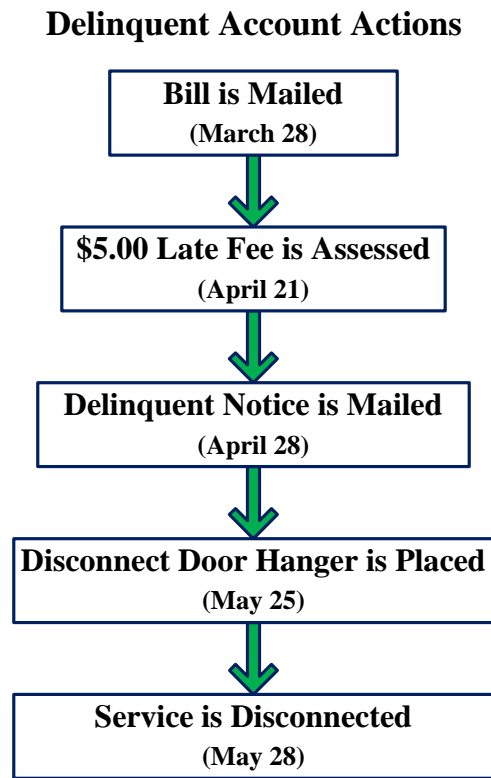 Delinquent Account Actions
Bill is Mailed
(March 28)
$5.00 Late Fee is Assessed
(April 21)
Delinquent Notice is Mailed
(April 28)
Disconnect Door Hanger is Placed
(May 25)
Service is Disconnected
(May 28)